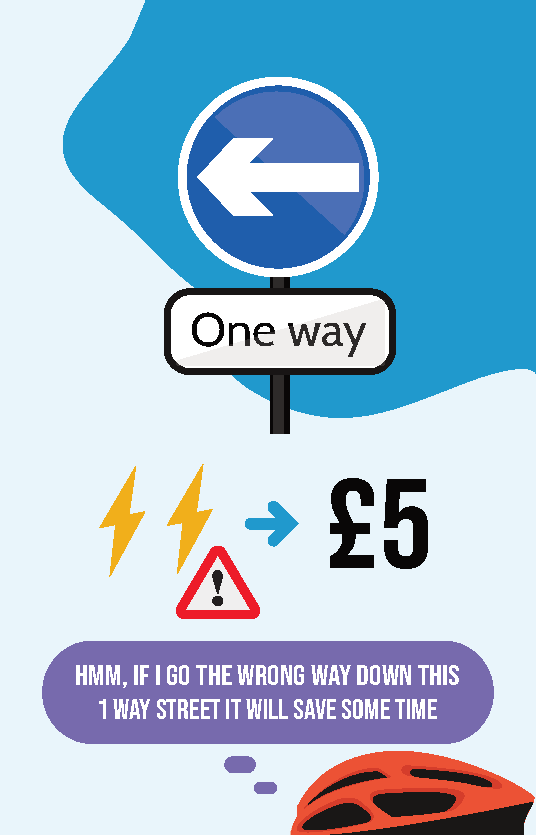 One way
£5
!
HMM, IF I GO THE WRONG WAY DOWN THIS
1 WAY STREET IT WILL SAVE SOME TIME